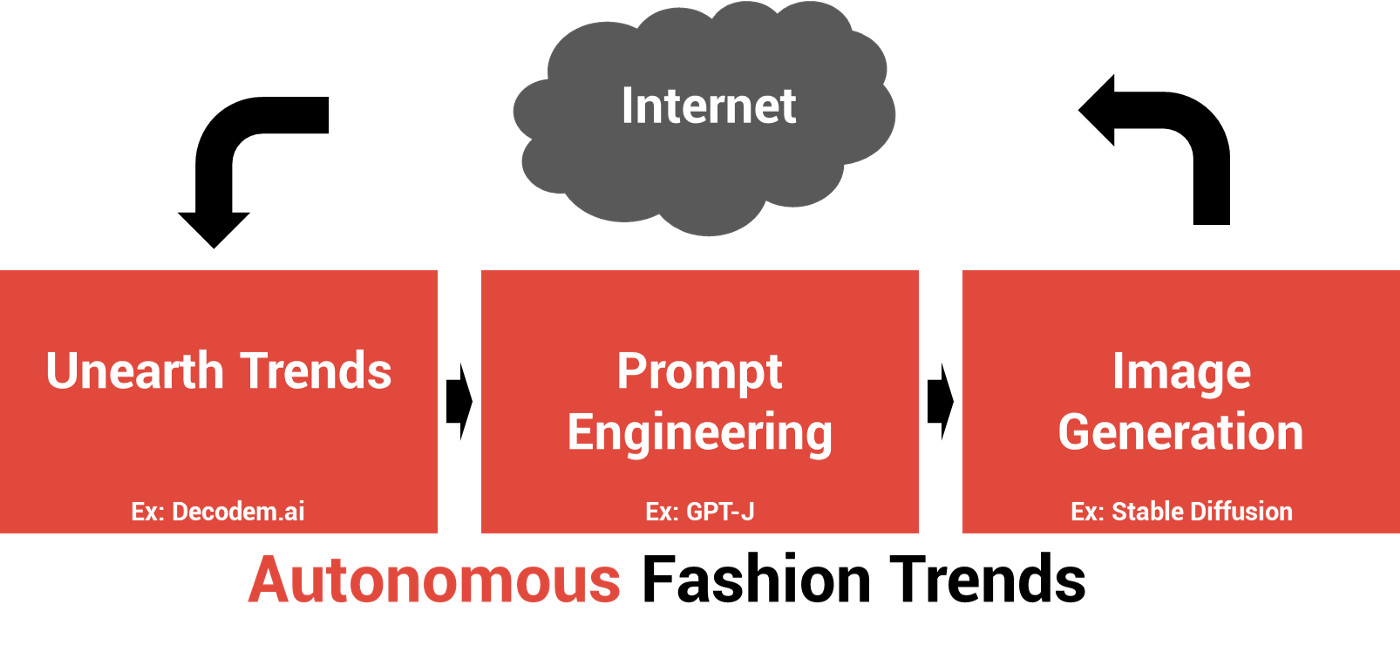 Internet
Unearth Trends
Ex: Decodem.ai
Prompt
Engineering
Ex: GPT-J
Image
Generation
Ex: Stable Diffusion
Autonomous Fashion Trends